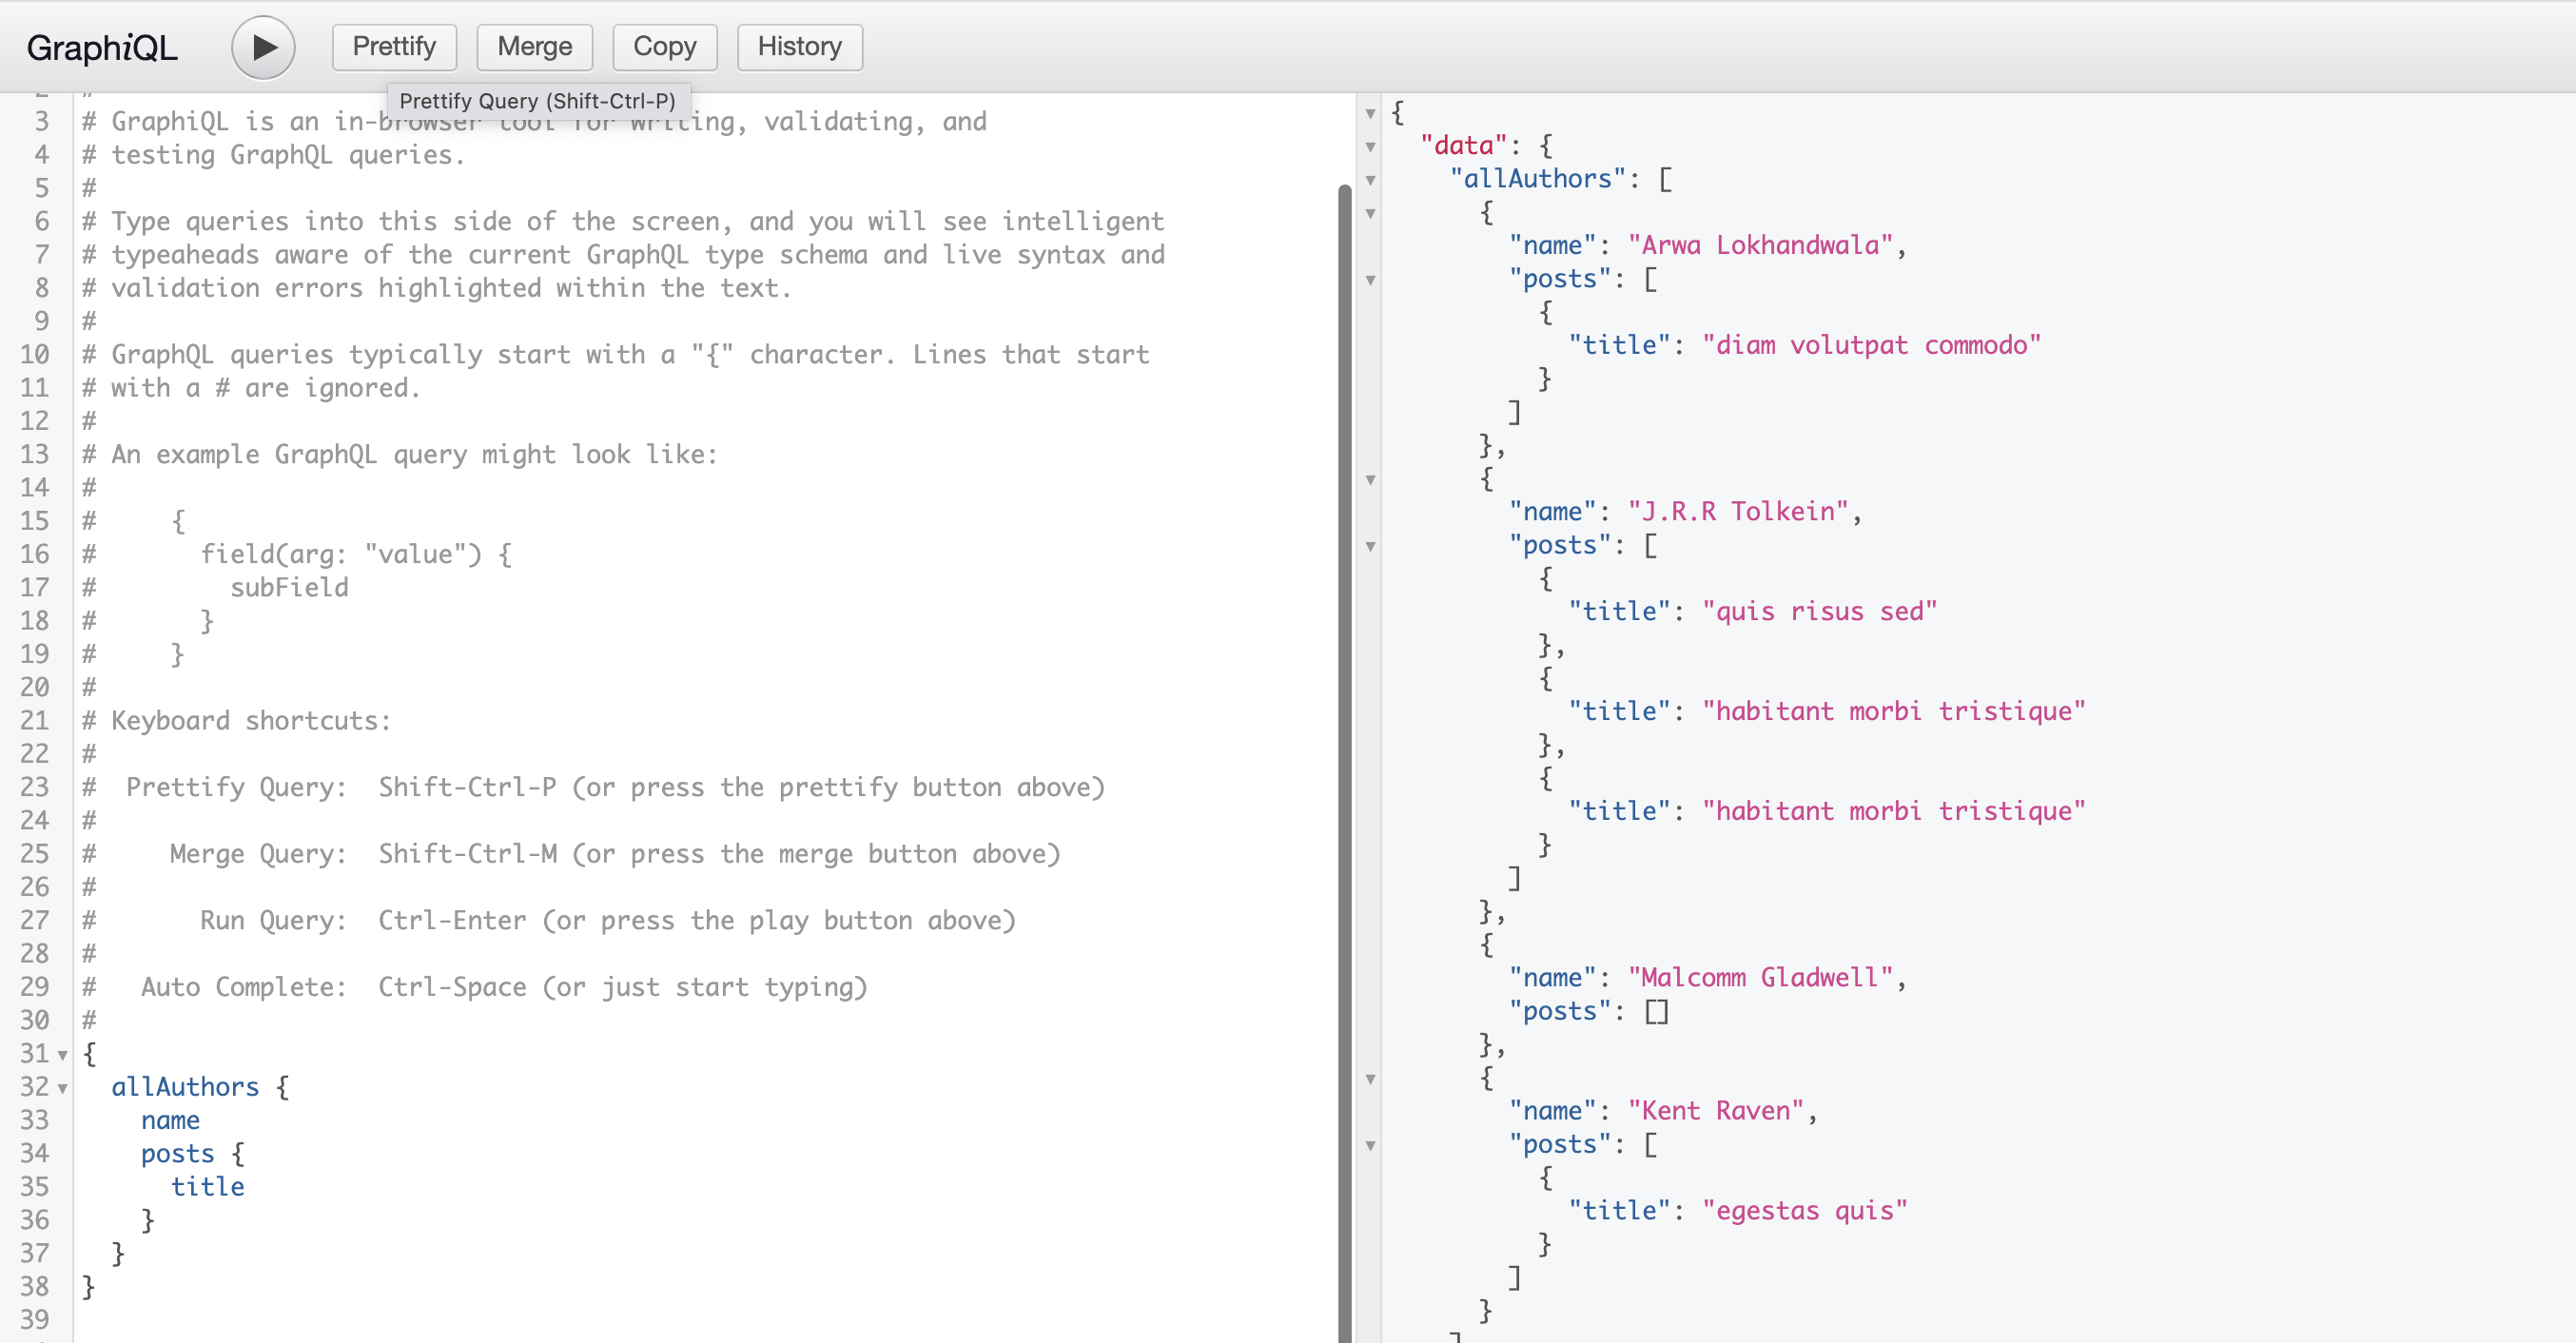 GraphiQL
Prettify
Merge
Copy
History
Prettify Query (Shift-Ctrl-P)
3 # GraphiQL is an in-browser tool for writing, validating, and
4 # testing GraphQL queries.
5 #
6 # Type queries into this side of the screen, and you will see intelligent
7 # typeaheads aware of the current GraphQL type schema and live syntax and
8 # validation errors highlighted within the text.
9 #
10 # GraphQL queries typically start with a "{" character. Lines that start
11 # with a # are ignored.
12 #
13 # An example GraphQL query might look like:
14 #
15 #     {
16 #       field(arg: "value") {
17 #         subField
18 #       }
19 #     }
20 #
21 # Keyboard shortcuts:
22 #
23 #  Prettify Query:  Shift-Ctrl-P (or press the prettify button above)
24 #
25 #     Merge Query:  Shift-Ctrl-M (or press the merge button above)
26 #
27 #       Run Query:  Ctrl-Enter (or press the play button above)
28 #
29 #   Auto Complete:  Ctrl-Space (or just start typing)
30 #
31 {
32   allAuthors {
33     name
34     posts {
35       title
36     }
37   }
38 }
39
{
  "data": {
    "allAuthors": [
      {
        "name": "Arwa Lokhandwala",
        "posts": [
          {
            "title": "diam volutpat commodo"
          }
        ]
      },
      {
        "name": "J.R.R Tolkein",
        "posts": [
          {
            "title": "quis risus sed"
          },
          {
            "title": "habitant morbi tristique"
          },
          {
            "title": "habitant morbi tristique"
          }
        ]
      },
      {
        "name": "Malcomm Gladwell",
        "posts": []
      },
      {
        "name": "Kent Raven",
        "posts": [
          {
            "title": "egestas quis"
          }
        ]
      }
    ]